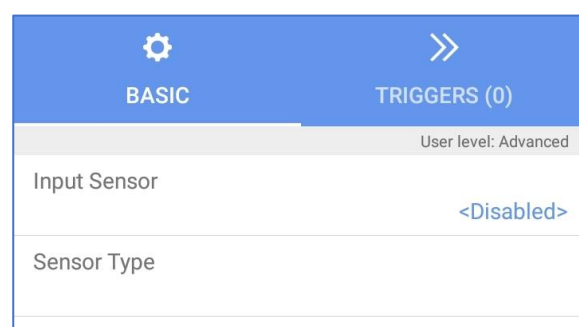 BASIC
TRIGGERS (0)
User level: Advanced
Input Sensor
<Disabled>
Sensor Type